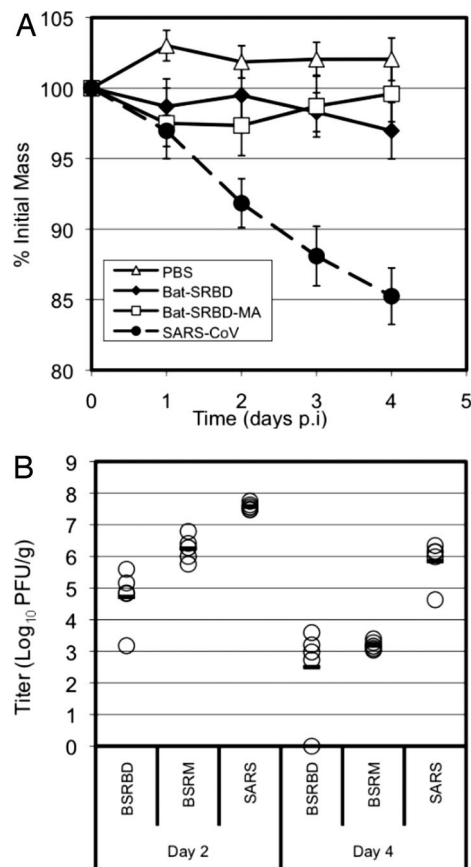 A
105
100
95
90
85
80
% Initial Mass
PBS
Bat-SRBD
Bat-SRBD-MA
SARS-CoV
0 1 2 3 4 5
Time (days p.i)
B
9
8
7
6
5
4
3
2
1
0
Titer (Log10 PFU/g)
BSRBD BSRM SARS BSRBD BSRM SARS
Day 2 Day 4